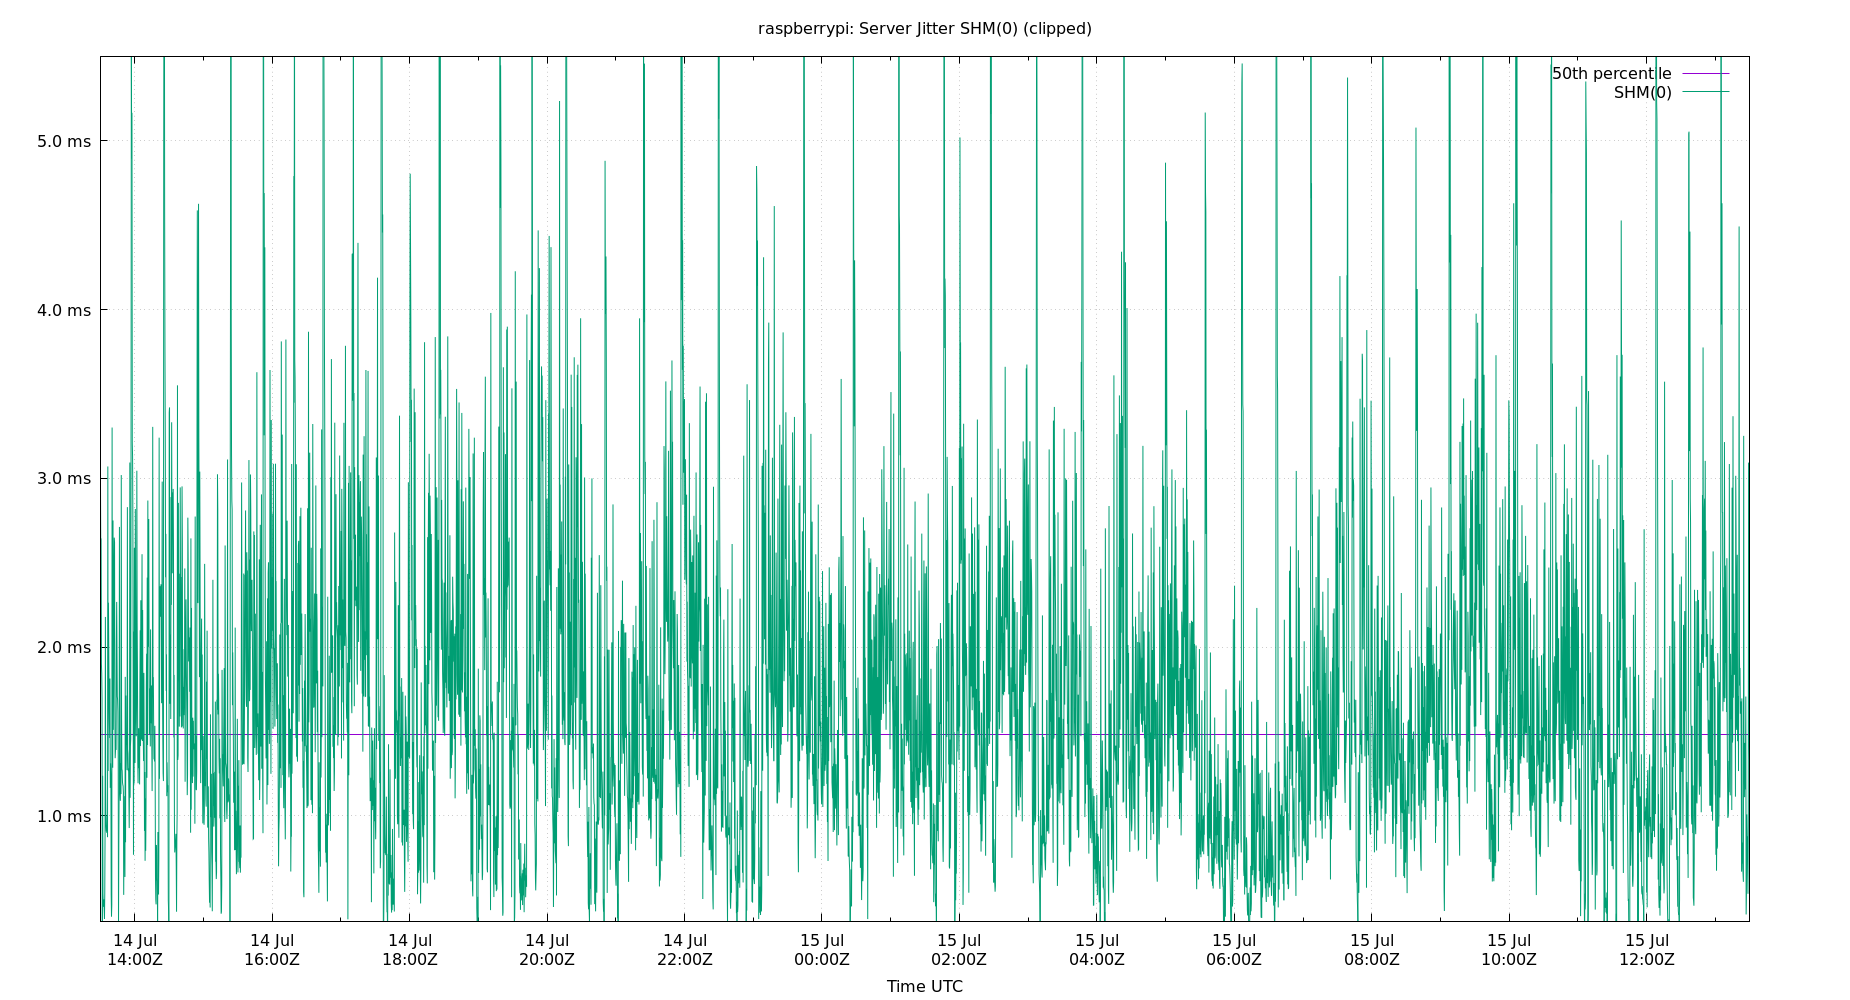 raspberrypi: Server Jitter SHM(0) (clipped)
50th percentile
SHM(0)
5.0 ms
4.0 ms
3.0 ms
2.0 ms
1.0 ms
14 Jul 14 Jul 14 Jul 14 Jul 14 Jul 15 Jul 15 Jul 15 Jul 15 Jul 15 Jul 15 Jul 15 Jul
14:00Z 16:00Z 18:00Z 20:00Z 22:00Z 00:00Z 02:00Z 04:00Z 06:00Z 08:00Z 10:00Z 12:00Z
Time UTC